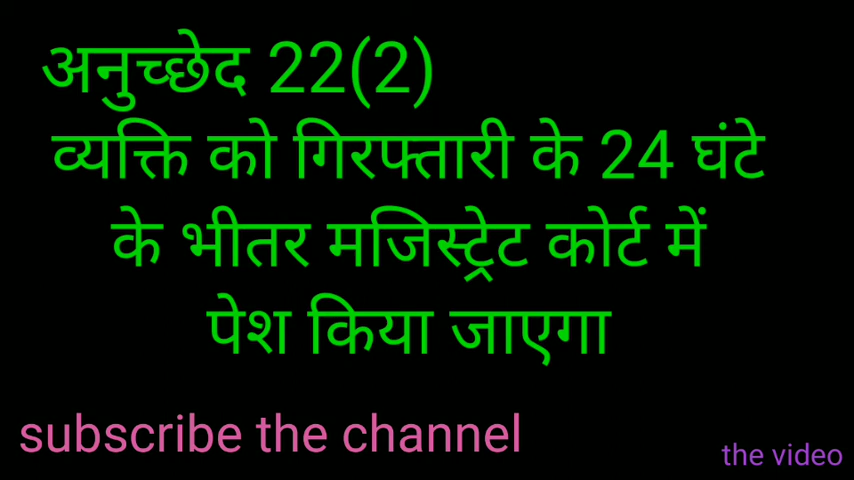 अनुच्छेद 22(2)
व्यक्ति को गिरफ्तारी के 24 घंटे
के भीतर मजिस्ट्रेट कोर्ट में
पेश किया जाएगा
subscribe the channel
the video